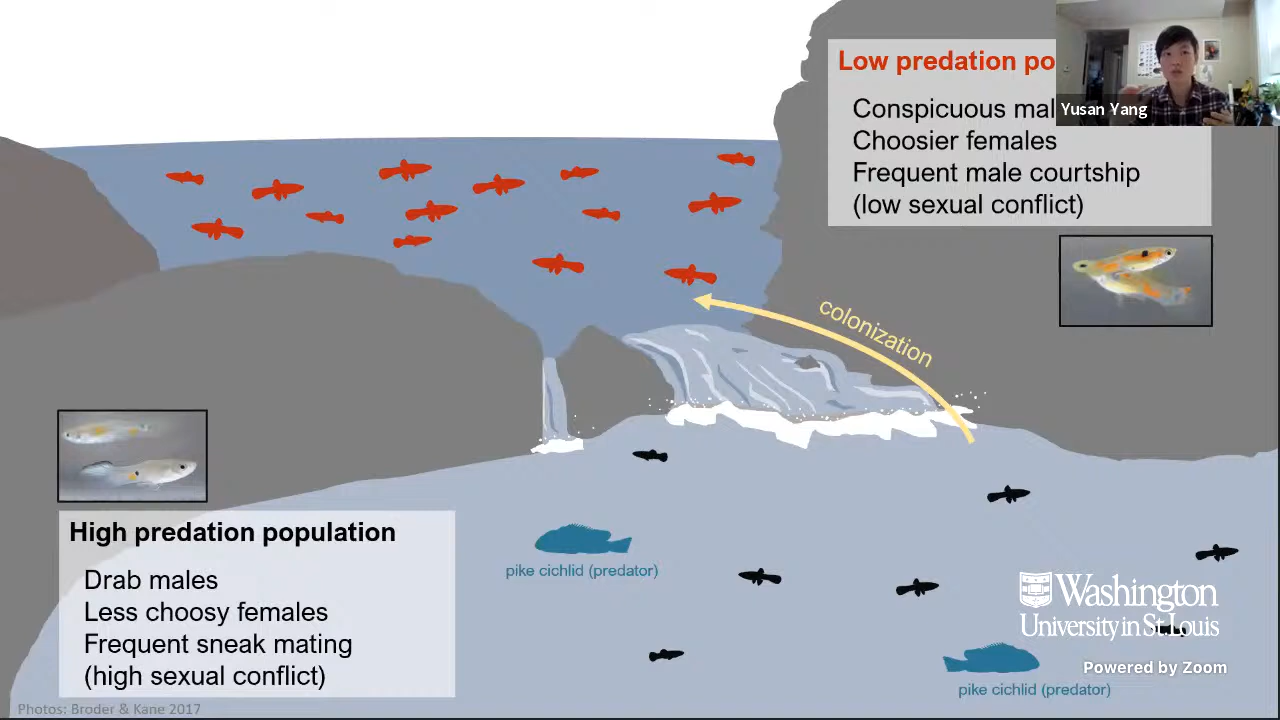 Low predation po
Conspicuous mal
Choosier females
Frequent male courtship
(low sexual conflict)
Yusan Yang
colonization
High predation population
Drab males
Less choosy females
Frequent sneak mating
(high sexual conflict)
pike cichlid (predator)
pike cichlid (predator)
Washington
University in St. Louis
Powered by Zoom
Photos: Broder & Kane 2017